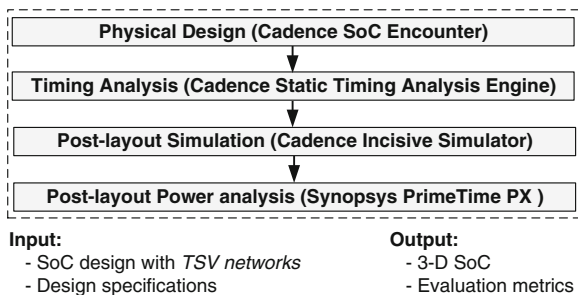 Physical Design (Cadence SoC Encounter)
Timing Analysis (Cadence Static Timing Analysis Engine)
Post-layout Simulation (Cadence Incisive Simulator)
Post-layout Power analysis (Synopsys PrimeTime PX )
Input:
- SoC design with TSV networks
- Design specifications
Output:
- 3-D SoC
- Evaluation metrics